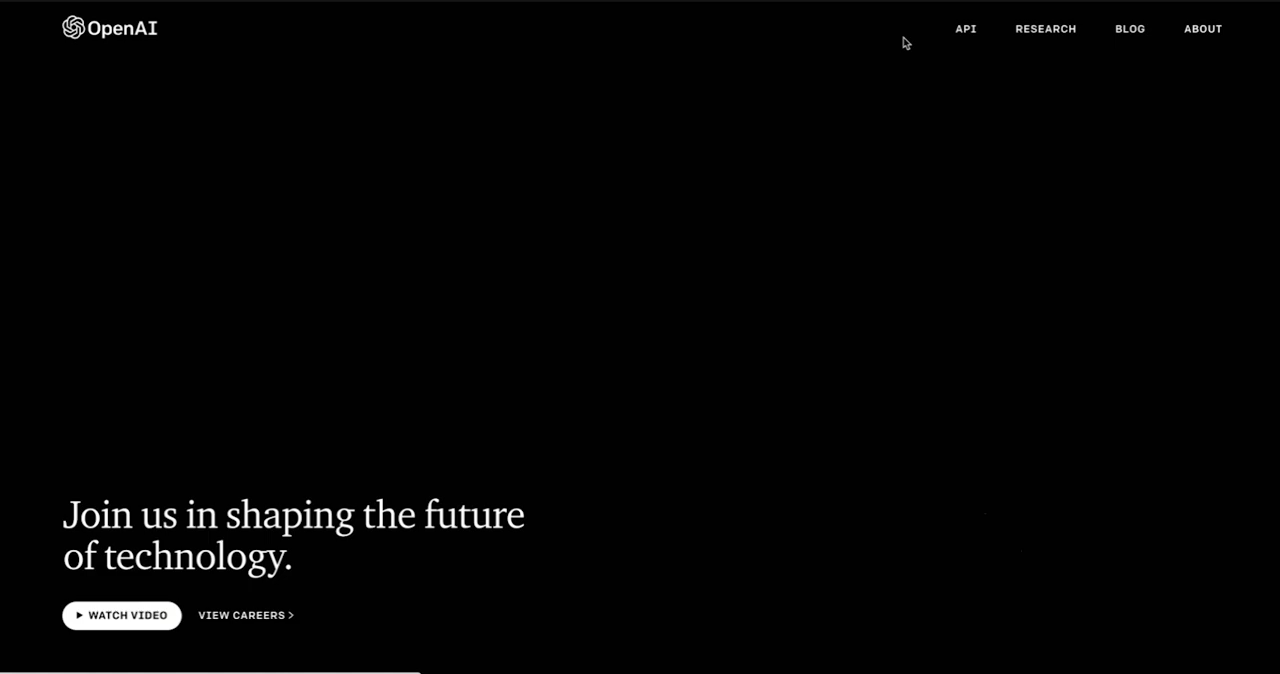 OpenAI
API
RESEARCH
BLOG
ABOUT
Join us in shaping the future
of technology.
WATCH VIDEO
VIEW CAREERS >